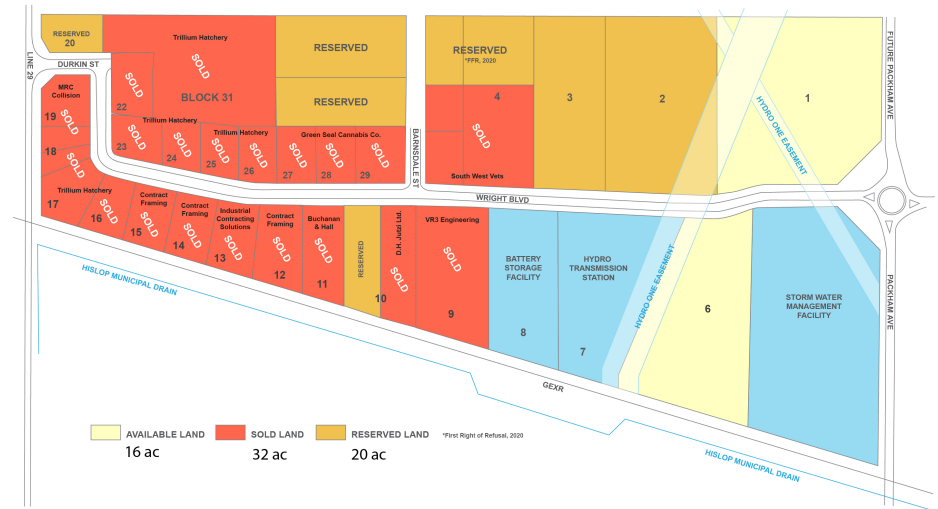 RESERVED
20
Trillium Hatchery
SOLD
BLOCK 31
RESERVED
RESERVED
RESERVED
*FFR, 2020
4
3
2
1
LINE 29
DURKIN ST
FUTURE PACKHAM AVE
HYDRO ONE EASEMENT
MRC
Collision
19
SOLD
18
SOLD
22
SOLD
Trillium Hatchery
23
SOLD
24
SOLD
Trillium Hatchery
25
SOLD
26
SOLD
Green Seal Cannabis Co.
27
SOLD
28
SOLD
29
SOLD
BARNSDALE ST
SOLD
South West Vets
WRIGHT BLVD
Trillium Hatchery
17
16
SOLD
Contract
Framing
15
SOLD
Contract
Framing
14
SOLD
Industrial
Contracting
Solutions
13
SOLD
Contract
Framing
12
SOLD
Buchanan
& Hall
11
SOLD
RESERVED
10
D.H. Jutzi Ltd.
SOLD
VR3 Engineering
SOLD
9
BATTERY
STORAGE
FACILITY
8
HYDRO
TRANSMISSION
STATION
7
HYDRO ONE EASEMENT
6
STORM WATER
MANAGEMENT
FACILITY
PACKHAM AVE
HISLOP MUNICIPAL DRAIN
GEXR
HISLOP MUNICIPAL DRAIN
AVAILABLE LAND
16 ac
SOLD LAND
32 ac
RESERVED LAND
20 ac
*First Right of Refusal, 2020